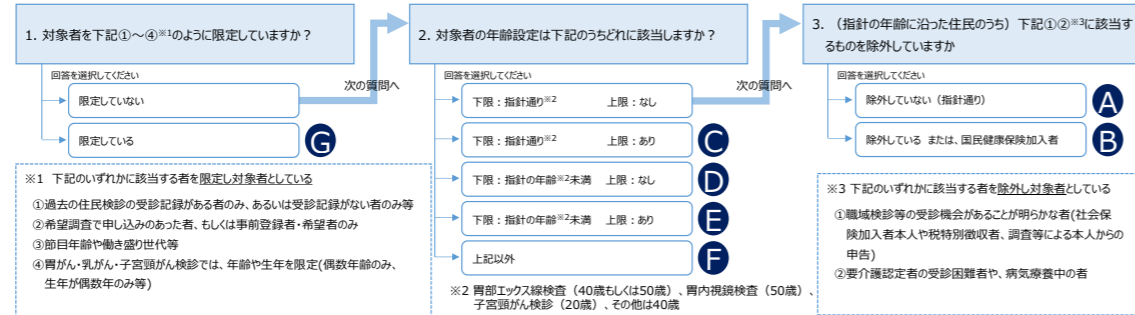 1. 対象者を下記①～④※1のように限定していますか？
回答を選択してください
限定していない
限定している
G
次の質問へ
※1 下記のいずれかに該当する者を限定し対象者としている
①過去の住民検診の受診記録がある者のみ、あるいは受診記録がない者のみ等
②希望調査で申し込みのあった者、もしくは事前登録者・希望者のみ
③節目年齢や働き盛り世代等
④胃がん・乳がん・子宮頸がん検診では、年齢や生年を限定(偶数年齢のみ、
生年が偶数年のみ等)
2. 対象者の年齢設定は下記のうちどれに該当しますか？
回答を選択してください
下限：指針通り※2 上限：なし
下限：指針通り※2 上限：あり
C
下限：指針の年齢※2未満 上限：なし
D
下限：指針の年齢※2未満 上限：あり
E
上記以外
F
次の質問へ
※2 胃部エックス線検査（40歳もしくは50歳）、胃内視鏡検査（50歳）、
子宮頸がん検診（20歳）、その他は40歳
3. （指針の年齢に沿った住民のうち）下記①②※3に該当す
るものを除外していますか
回答を選択してください
除外していない（指針通り）
A
除外している または、国民健康保険加入者
B
※3 下記のいずれかに該当する者を除外し対象者としている
①職域検診等の受診機会があることが明らかな者(社会保
険加入者本人や税特別徴収者、調査等による本人からの
申告)
②要介護認定者の受診困難者や、病気療養中の者